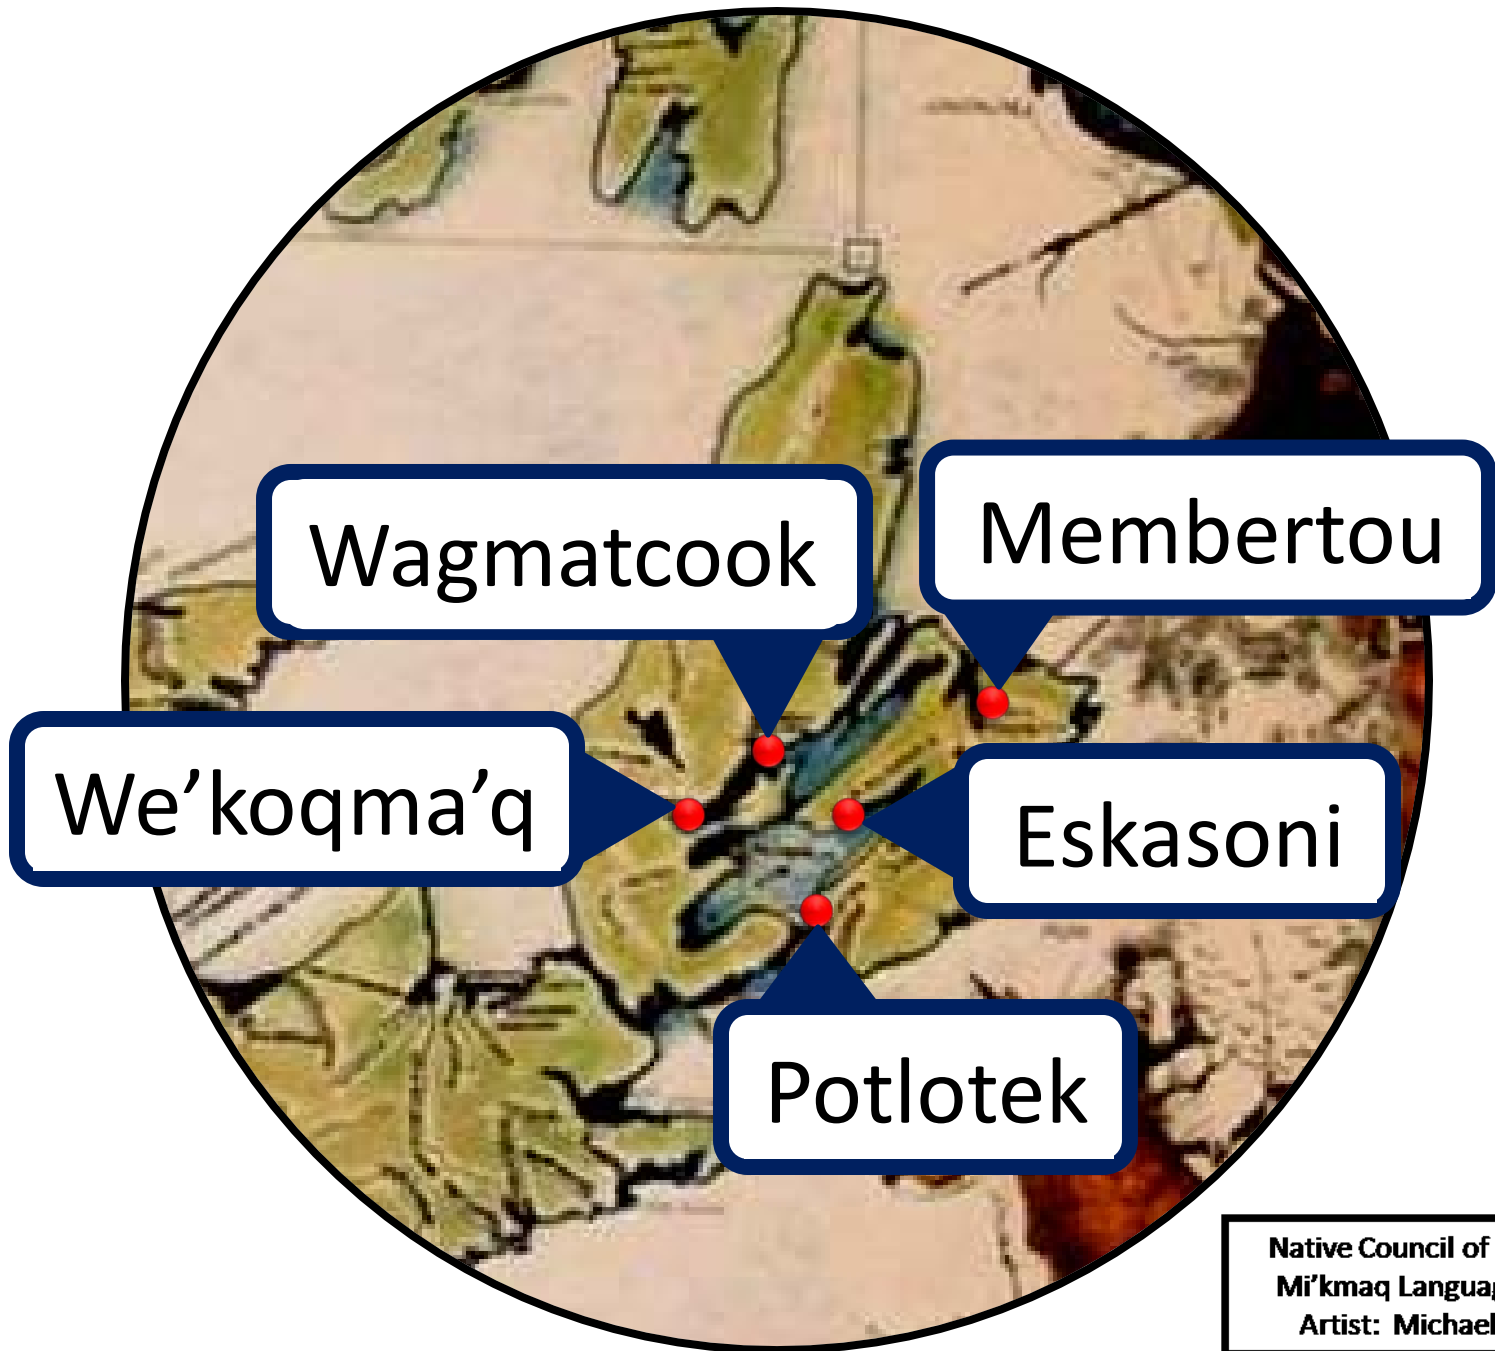 Wagmatcook
Membertou
We’koqma’q
Eskasoni
Potlotek
Native Council of
Mi’kmaq Langua
Artist: Michael